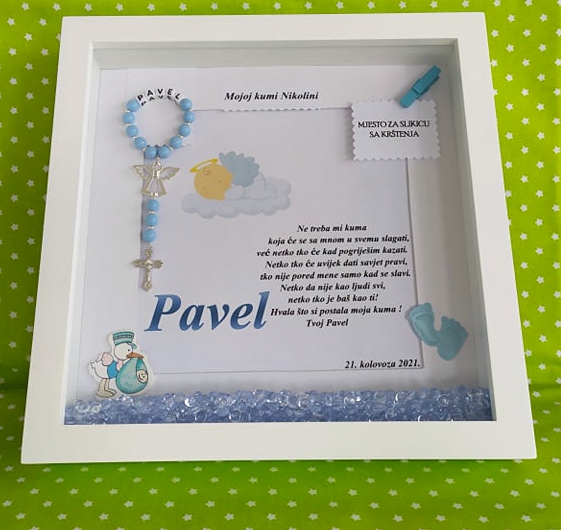 PAVEL
Mojoj kumi Nikolini
MJESTO ZA SLIKICU
SA KRŠTENJA
Ne treba mi kuma
koja će se sa mnom u svemu slagati,
već netko tko će kad pogriješim kazati.
Netko tko će uvijek dati savjet pravi,
tko nije pored mene samo kad se slavi.
Netko da nije kao ljudi svi,
netko tko je baš kao ti!
Hvala što si postala moja kuma !
Tvoj Pavel
Pavel
21. kolovoza 2021.